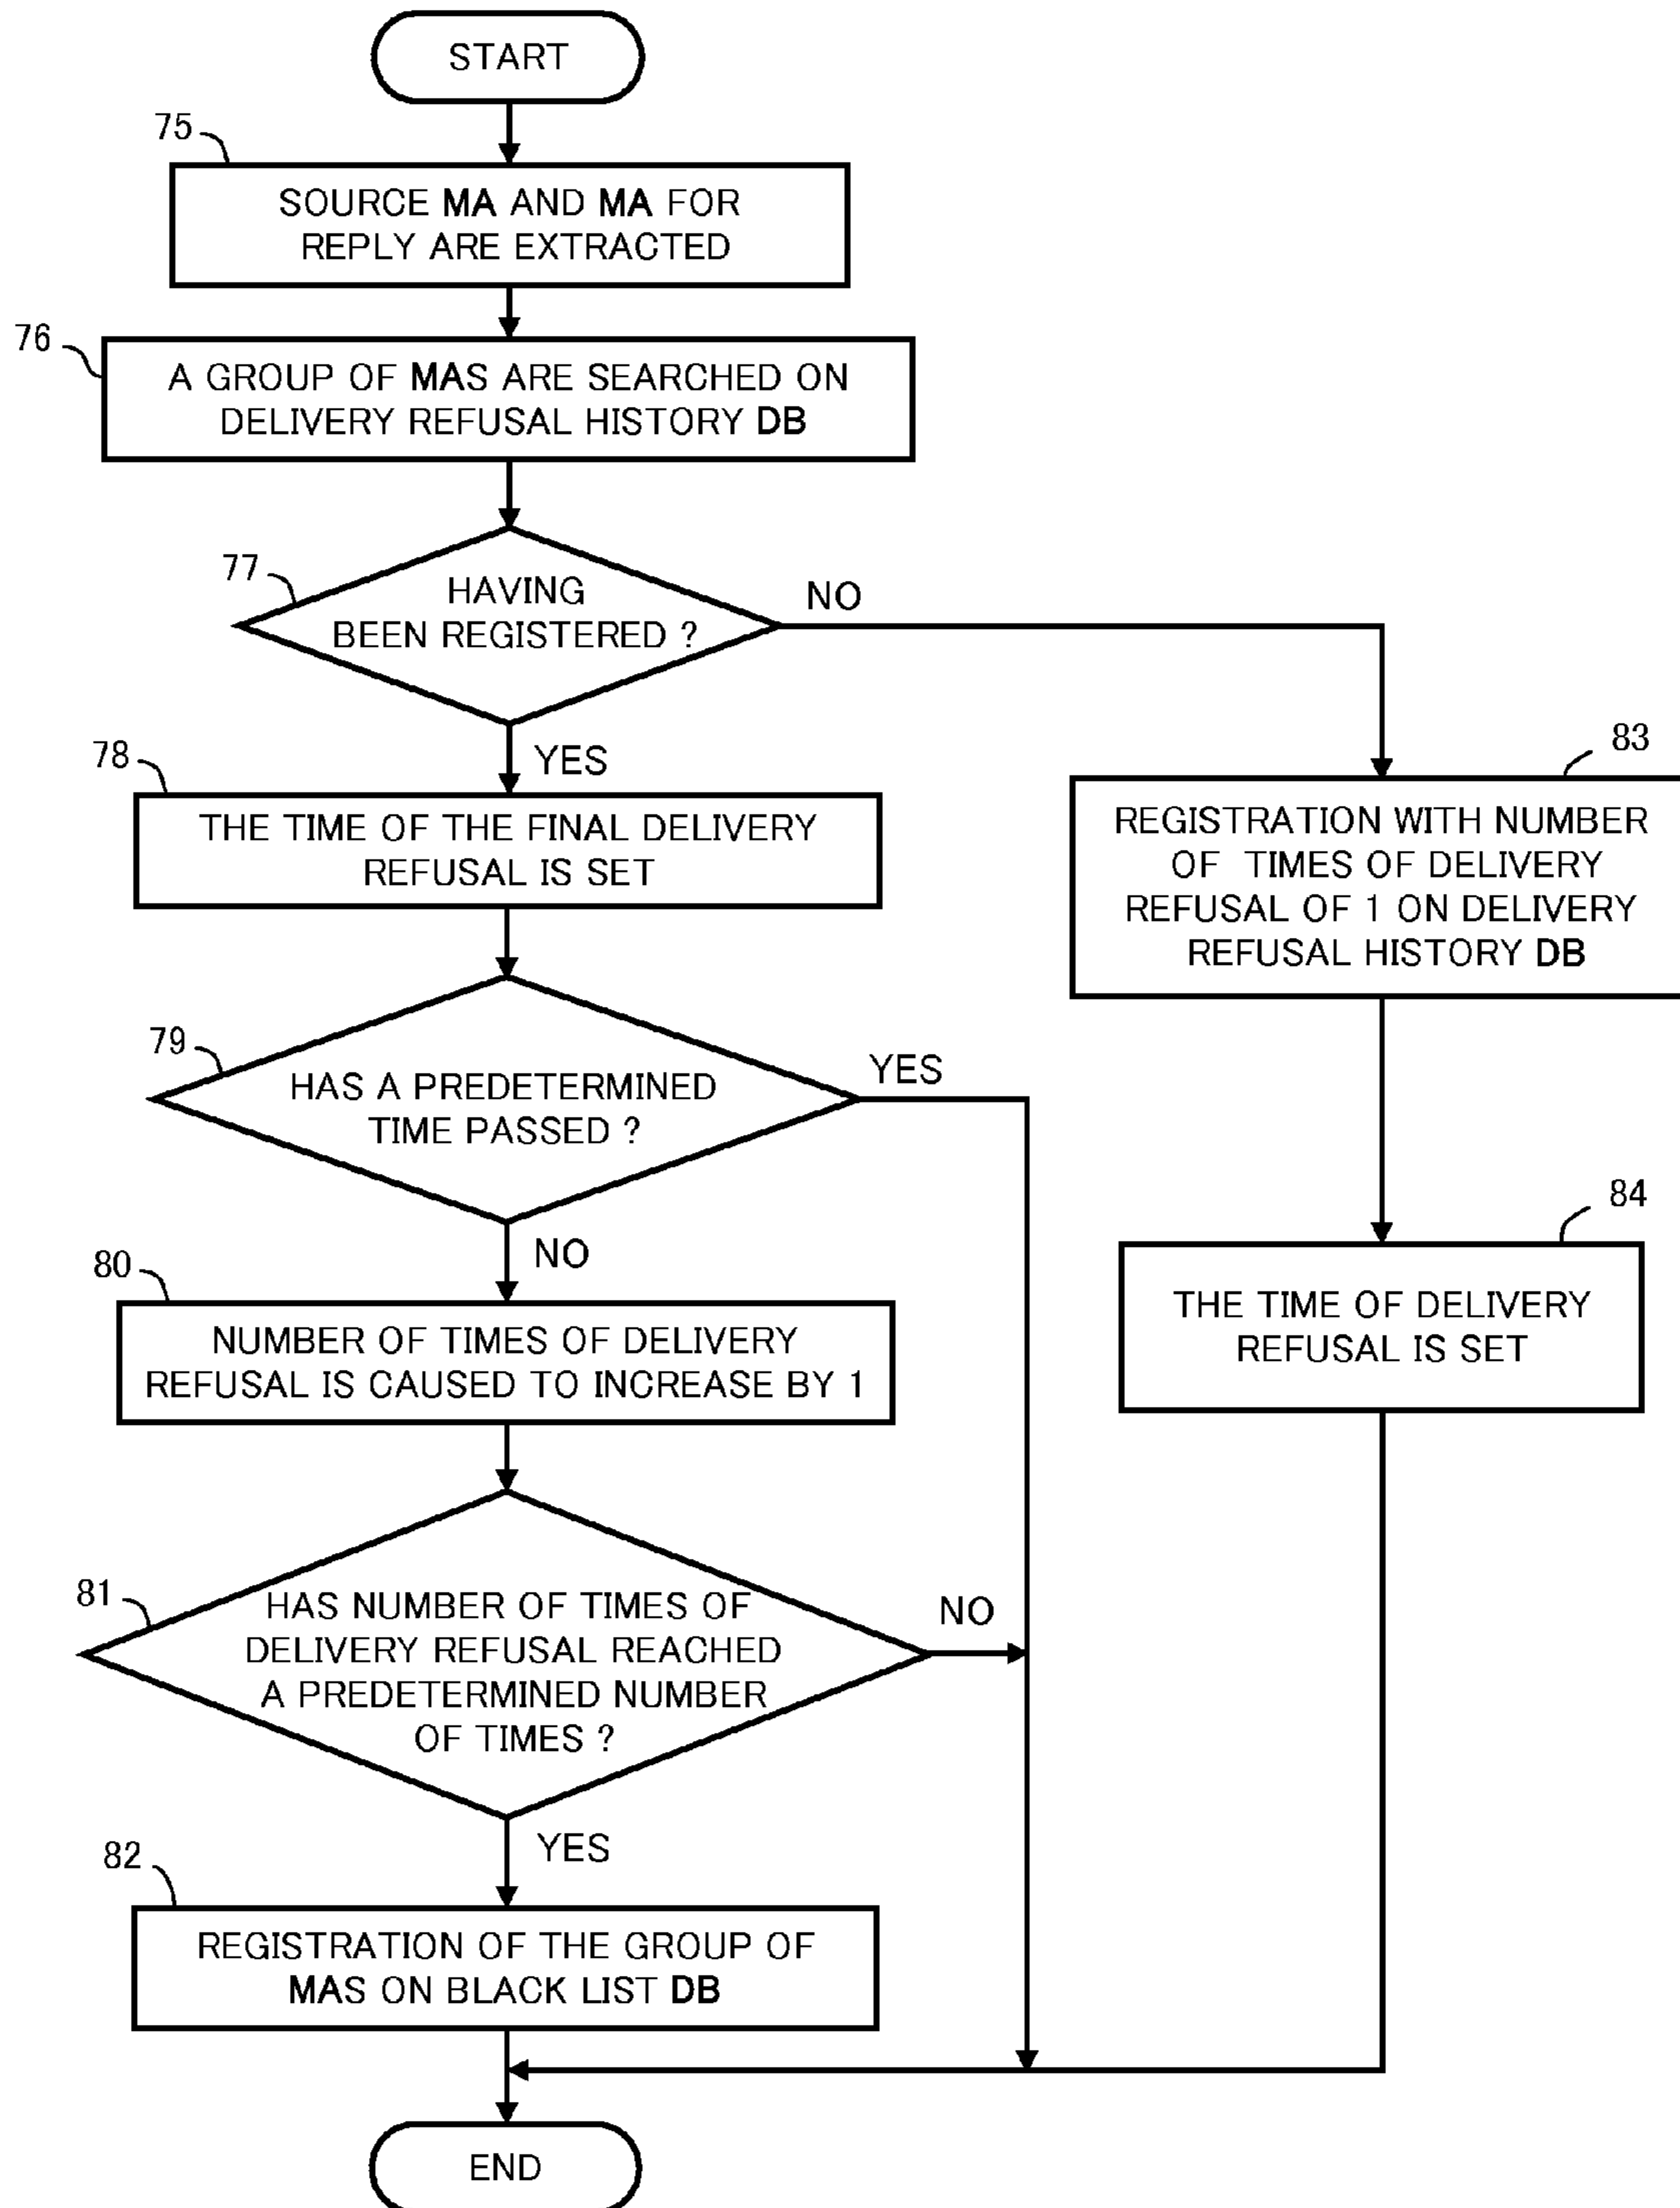 START
75
SOURCE MA AND MA FOR
REPLY ARE EXTRACTED
76
A GROUP OF MAS ARE SEARCHED ON
DELIVERY REFUSAL HISTORY DB
77
HAVING
BEEN REGISTERED ?
NO
YES
78
THE TIME OF THE FINAL DELIVERY
REFUSAL IS SET
83
REGISTRATION WITH NUMBER
OF TIMES OF DELIVERY
REFUSAL OF 1 ON DELIVERY
REFUSAL HISTORY DB
79
HAS A PREDETERMINED
TIME PASSED ?
YES
NO
84
THE TIME OF DELIVERY
REFUSAL IS SET
80
NUMBER OF TIMES OF DELIVERY
REFUSAL IS CAUSED TO INCREASE BY 1
81
HAS NUMBER OF TIMES OF
DELIVERY REFUSAL REACHED
A PREDETERMINED NUMBER
OF TIMES ?
NO
YES
82
REGISTRATION OF THE GROUP OF
MAS ON BLACK LIST DB
END